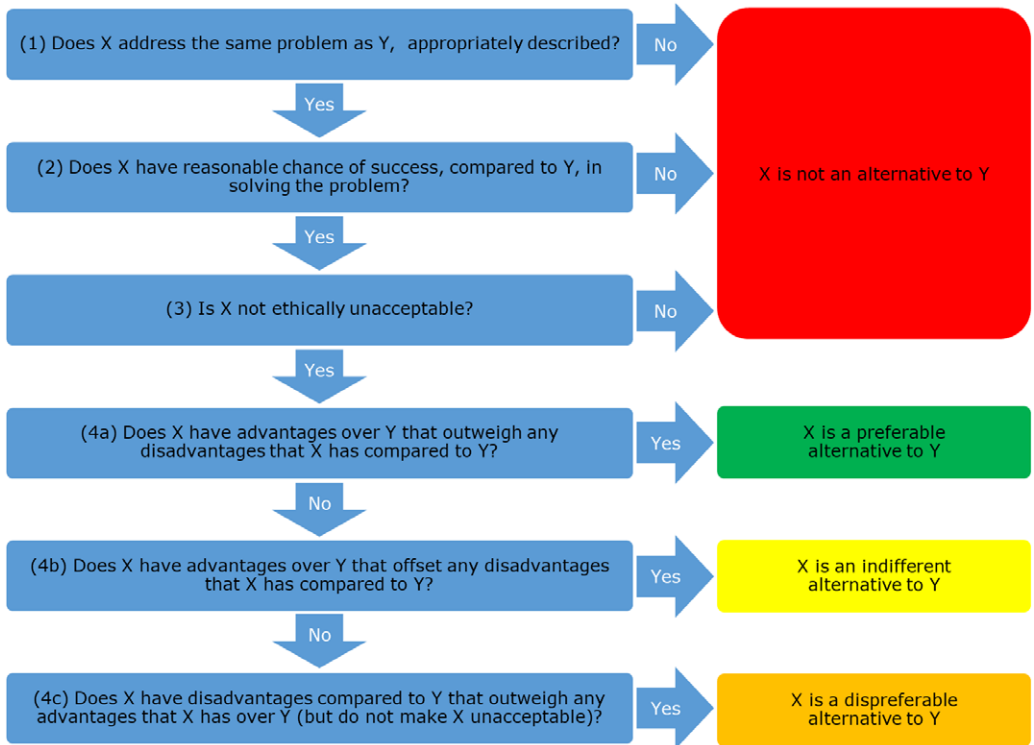 (1) Does X address the same problem as Y, appropriately described?
No
Yes
(2) Does X have reasonable chance of success, compared to Y, in
solving the problem?
No
X is not an alternative to Y
Yes
(3) Is X not ethically unacceptable?
No
Yes
(4a) Does X have advantages over Y that outweigh any
disadvantages that X has compared to Y?
Yes
X is a preferable
alternative to Y
No
(4b) Does X have advantages over Y that offset any disadvantages
that X has compared to Y?
Yes
X is an indifferent
alternative to Y
No
(4c) Does X have disadvantages compared to Y that outweigh any
advantages that X has over Y (but do not make X unacceptable)?
Yes
X is a dispreferable
alternative to Y